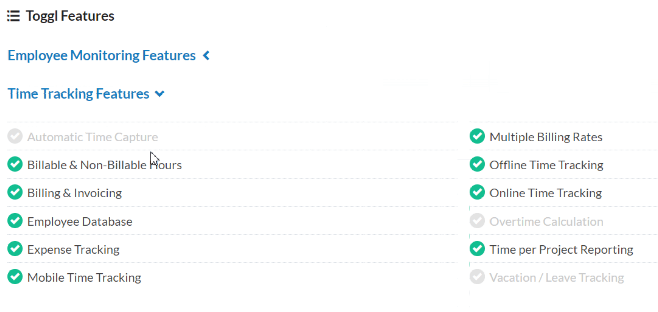 Toggl Features
Employee Monitoring Features
Time Tracking Features
Automatic Time Capture
Billable & Non-Billable Hours
Billing & Invoicing
Employee Database
Expense Tracking
Mobile Time Tracking
Multiple Billing Rates
Offline Time Tracking
Online Time Tracking
Overtime Calculation
Time per Project Reporting
Vacation / Leave Tracking